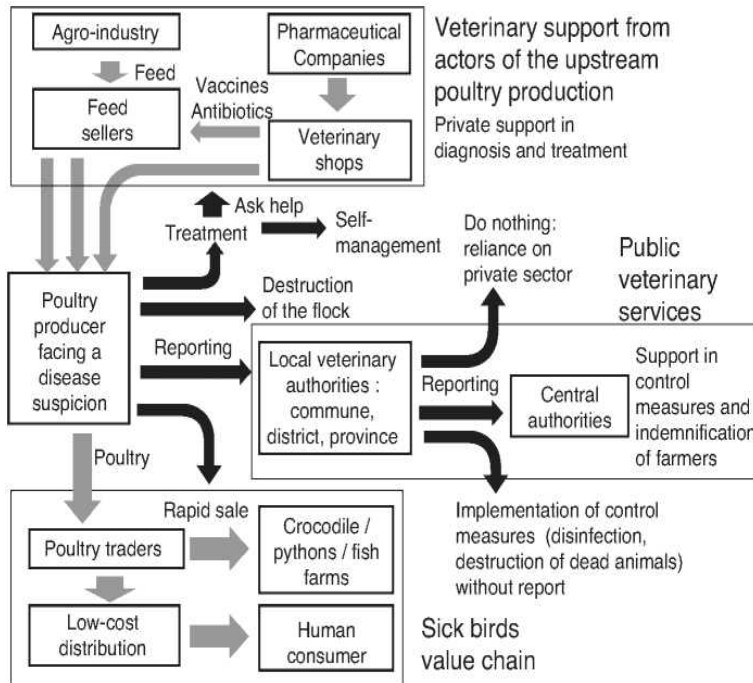 Agro-industry
Feed
Feed
sellers
Vaccines
Antibiotics
Pharmaceutical
Companies
Veterinary
shops
Veterinary support from
actors of the upstream
poultry production
Private support in
diagnosis and treatment
Ask help
Treatment
Self-
management
Do nothing:
reliance on
private sector
Public
veterinary
services
Poultry
producer
facing a
disease
suspicion
Destruction
of the flock
Reporting
Local veterinary
authorities :
commune,
district, province
Reporting
Central
authorities
Support in
control
measures and
indemnification
of farmers
Poultry
Rapid sale
Poultry traders
Crocodile /
pythons / fish
farms
Low-cost
distribution
Human
consumer
Implementation of control
measures (disinfection,
destruction of dead animals)
without report
Sick birds
value chain